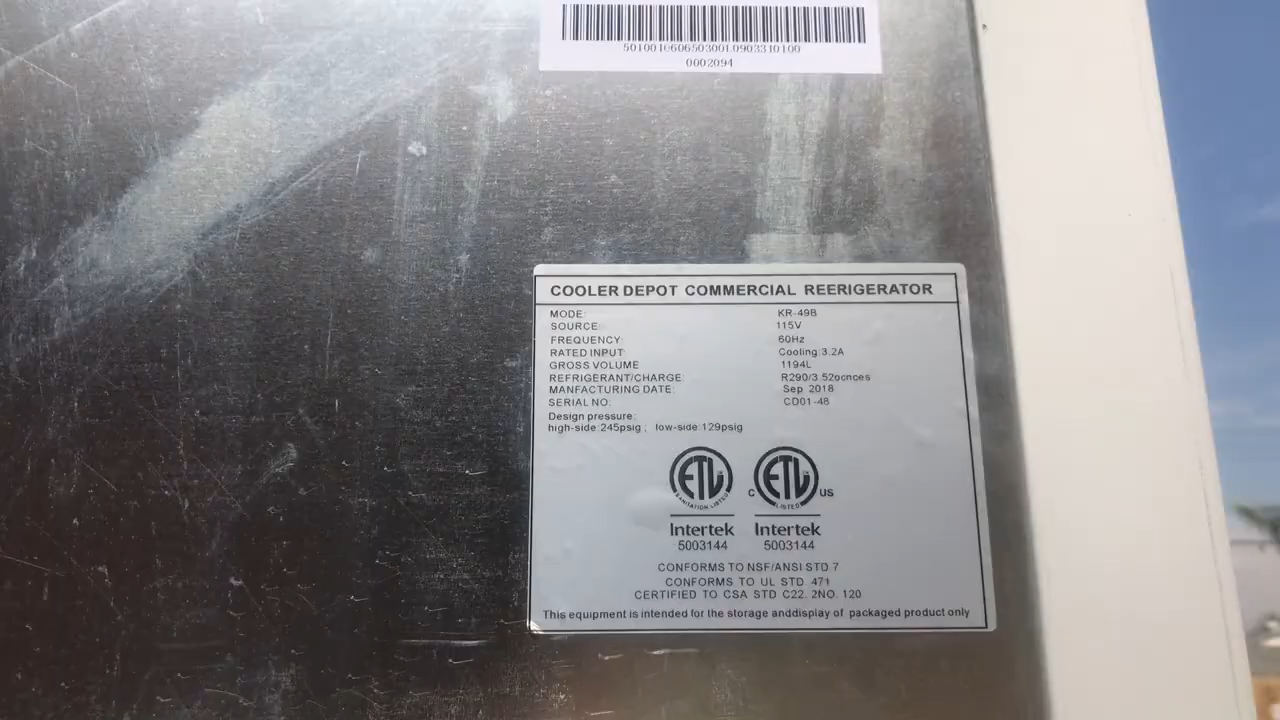 501001660650300L0903310100
0002094
COOLER DEPOT COMMERCIAL REERIGERATOR
MODE: KR-49B
SOURCE: 115V
FREQUENCY: 60Hz
RATED INPUT: Cooling:3.2A
GROSS VOLUME 1194L
REFRIGERANT/CHARGE: R290/3.52ocnces
MANFACTURING DATE: Sep. 2018
SERIAL NO: CD01-48
Design pressure:
high-side:245psig ; low-side:129psig
ETL ETL
SANITATION LISTED C LISTED US
Intertek Intertek
5003144 5003144
CONFORMS TO NSF/ANSI STD.7
CONFORMS TO UL STD. 471
CERTIFIED TO CSA STD C22. 2NO. 120
This equipment is intended for the storage anddisplay of packaged product only